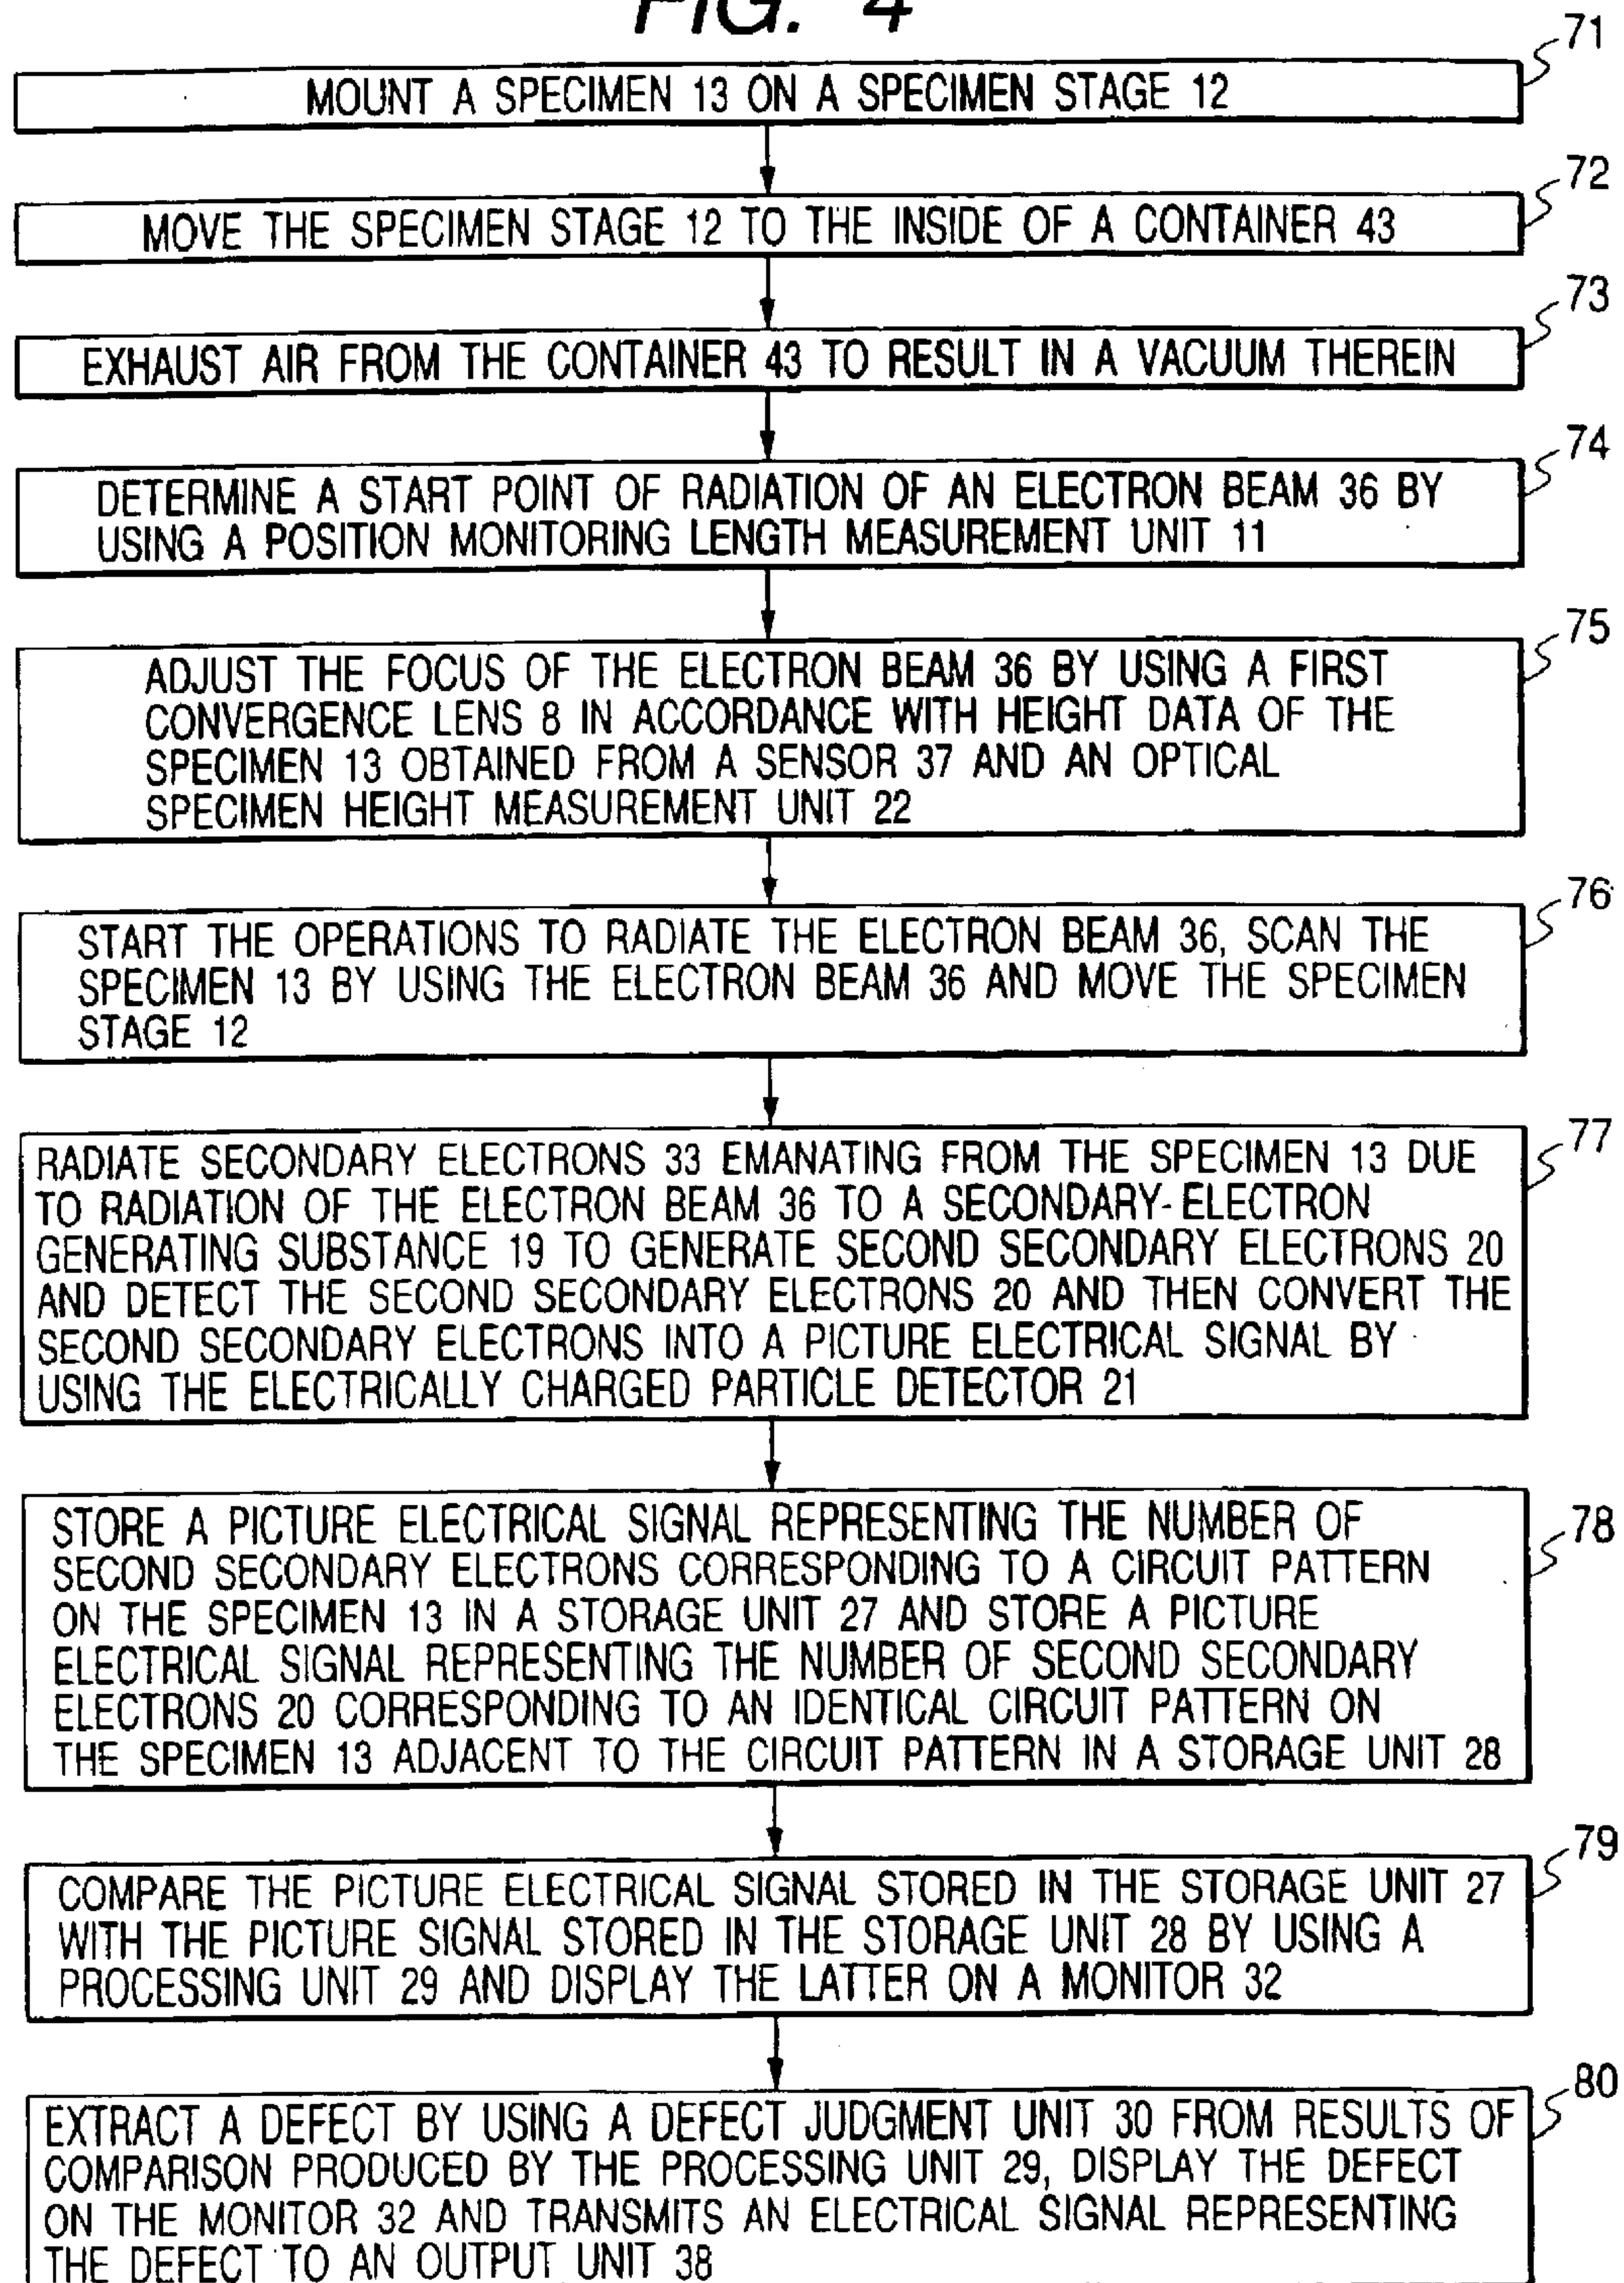 FIG. 4
71
MOUNT A SPECIMEN 13 ON A SPECIMEN STAGE 12
72
MOVE THE SPECIMEN STAGE 12 TO THE INSIDE OF A CONTAINER 43
73
EXHAUST AIR FROM THE CONTAINER 43 TO RESULT IN A VACUUM THEREIN
74
DETERMINE A START POINT OF RADIATION OF AN ELECTRON BEAM 36 BY
USING A POSITION MONITORING LENGTH MEASUREMENT UNIT 11
75
ADJUST THE FOCUS OF THE ELECTRON BEAM 36 BY USING A FIRST
CONVERGENCE LENS 8 IN ACCORDANCE WITH HEIGHT DATA OF THE
SPECIMEN 13 OBTAINED FROM A SENSOR 37 AND AN OPTICAL
SPECIMEN HEIGHT MEASUREMENT UNIT 22
76
START THE OPERATIONS TO RADIATE THE ELECTRON BEAM 36, SCAN THE
SPECIMEN 13 BY USING THE ELECTRON BEAM 36 AND MOVE THE SPECIMEN
STAGE 12
77
RADIATE SECONDARY ELECTRONS 33 EMANATING FROM THE SPECIMEN 13 DUE
TO RADIATION OF THE ELECTRON BEAM 36 TO A SECONDARY-ELECTRON
GENERATING SUBSTANCE 19 TO GENERATE SECOND SECONDARY ELECTRONS 20
AND DETECT THE SECOND SECONDARY ELECTRONS 20 AND THEN CONVERT THE
SECOND SECONDARY ELECTRONS INTO A PICTURE ELECTRICAL SIGNAL BY
USING THE ELECTRICALLY CHARGED PARTICLE DETECTOR 21
78
STORE A PICTURE ELECTRICAL SIGNAL REPRESENTING THE NUMBER OF
SECOND SECONDARY ELECTRONS CORRESPONDING TO A CIRCUIT PATTERN
ON THE SPECIMEN 13 IN A STORAGE UNIT 27 AND STORE A PICTURE
ELECTRICAL SIGNAL REPRESENTING THE NUMBER OF SECOND SECONDARY
ELECTRONS 20 CORRESPONDING TO AN IDENTICAL CIRCUIT PATTERN ON
THE SPECIMEN 13 ADJACENT TO THE CIRCUIT PATTERN IN A STORAGE UNIT 28
79
COMPARE THE PICTURE ELECTRICAL SIGNAL STORED IN THE STORAGE UNIT 27
WITH THE PICTURE SIGNAL STORED IN THE STORAGE UNIT 28 BY USING A
PROCESSING UNIT 29 AND DISPLAY THE LATTER ON A MONITOR 32
80
EXTRACT A DEFECT BY USING A DEFECT JUDGMENT UNIT 30 FROM RESULTS OF
COMPARISON PRODUCED BY THE PROCESSING UNIT 29, DISPLAY THE DEFECT
ON THE MONITOR 32 AND TRANSMITS AN ELECTRICAL SIGNAL REPRESENTING
THE DEFECT TO AN OUTPUT UNIT 38